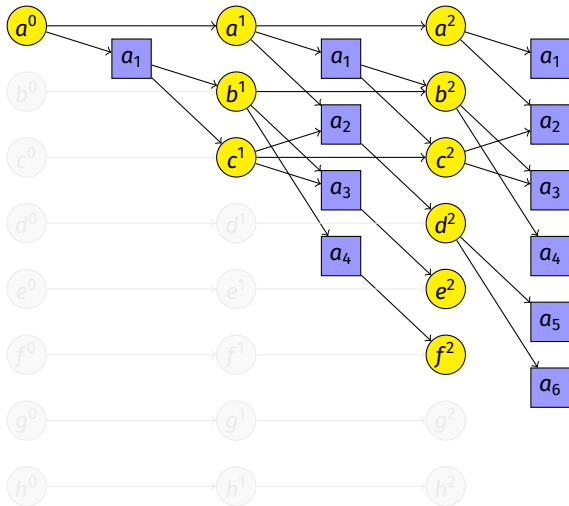 a⁰ a¹ a²
a₁ a₁ a₁
b⁰ b¹ b²
a₂ a₂
c⁰ c¹ c²
a₃ a₃
d⁰ d¹ d²
a₄ a₄
e⁰ e¹ e²
a₅
f⁰ f¹ f²
a₆
g⁰ g¹ g²
h⁰ h¹ h²